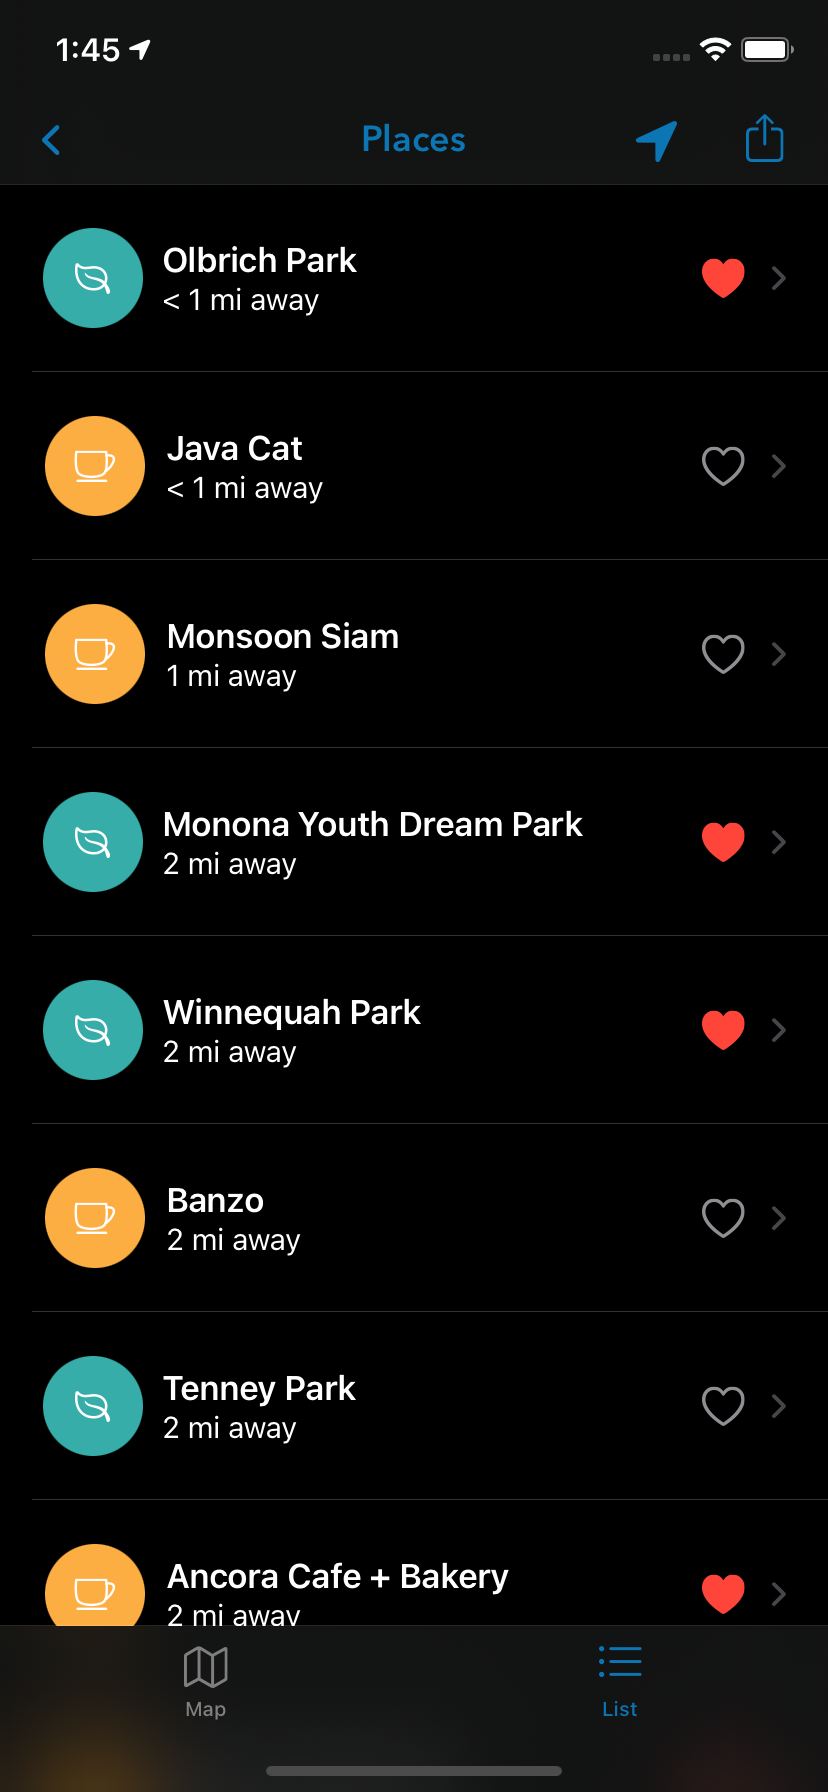 1:45
Places
Olbrich Park
< 1 mi away
Java Cat
< 1 mi away
Monsoon Siam
1 mi away
Monona Youth Dream Park
2 mi away
Winnequah Park
2 mi away
Banzo
2 mi away
Tenney Park
2 mi away
Ancora Cafe + Bakery
2 mi away
Map
List